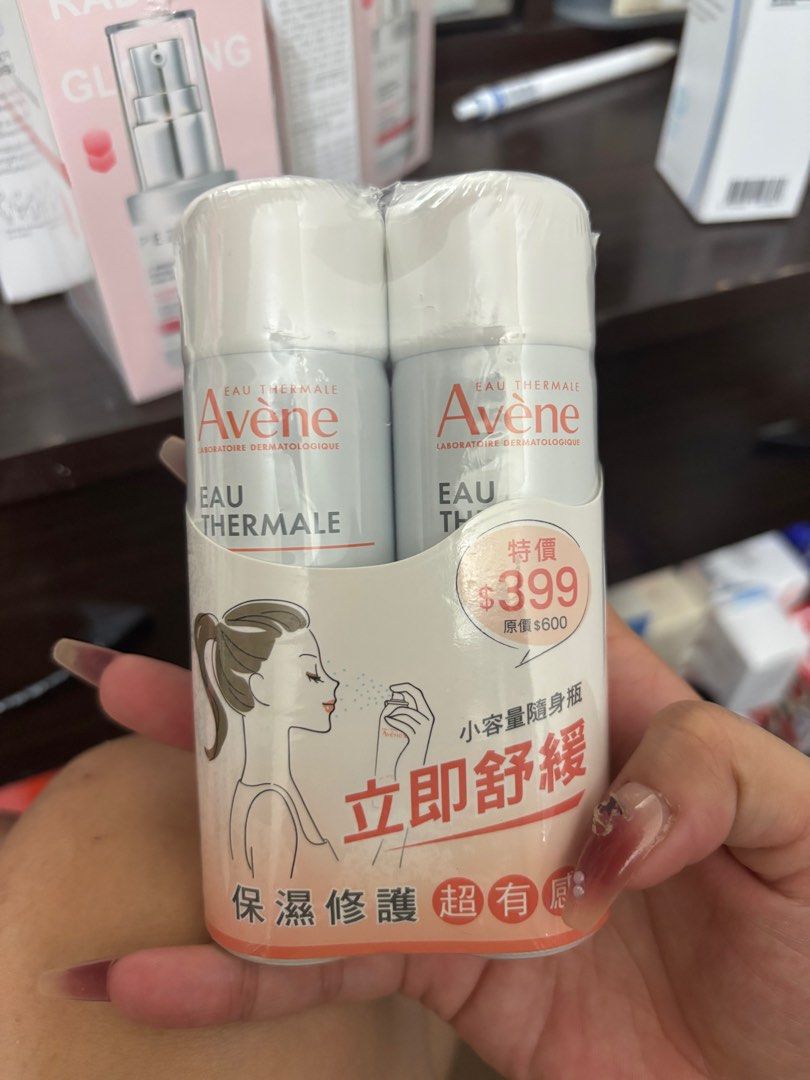 EAU THERMALE
Avène
LABORATOIRE DERMATOLOGIQUE
EAU
THERMALE
EAU THERMALE
Avène
LABORATOIRE DERMATOLOGIQUE
EAU
TH
特價
$399
原價$600
Avène
小容量隨身瓶
立即舒緩
保濕修護 超有感